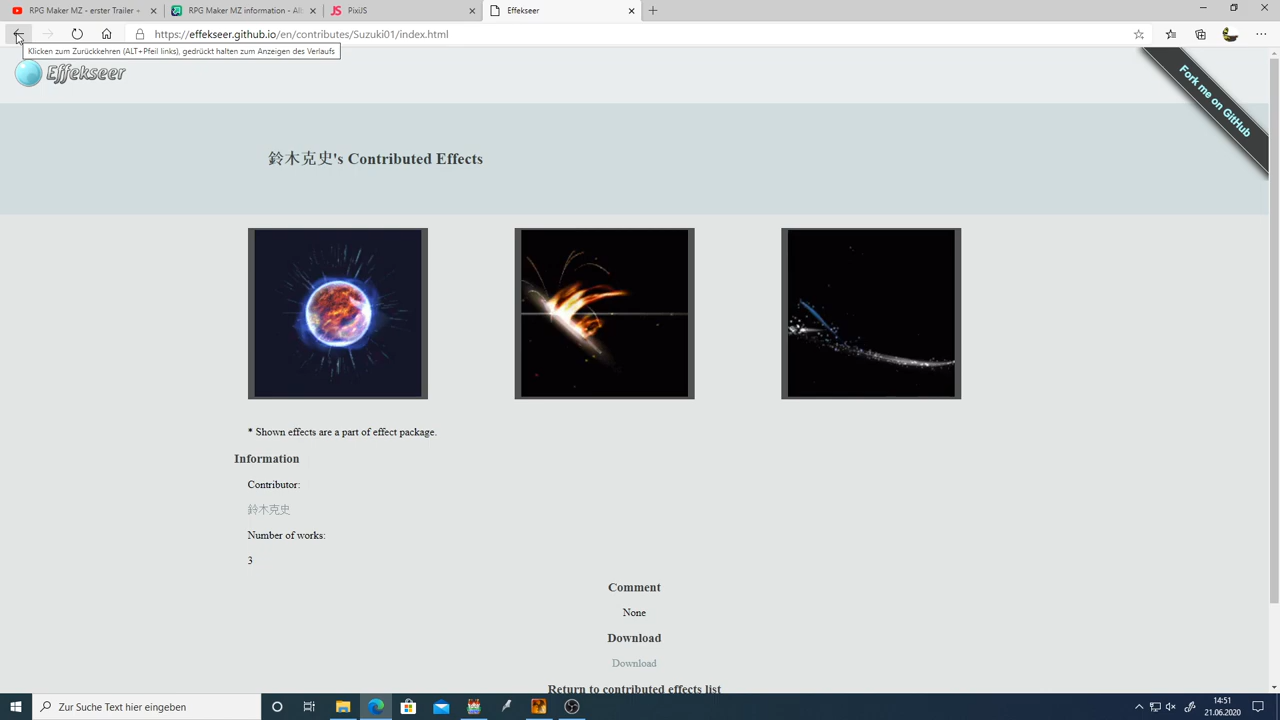 RPG Maker MZ - erster Trailer +
RPG Maker MZ information - Alb
PixiJS
Effekseer
https://effekseer.github.io/en/contributes/Suzuki01/index.html
Klicken zum Zurückkehren (ALT+Pfeil links), gedrückt halten zum Anzeigen des Verlaufs
Effekseer
Fork me on GitHub
鈴木克史's Contributed Effects
* Shown effects are a part of effect package.
Information
Contributor:
鈴木克史
Number of works:
3
Comment
None
Download
Download
Return to contributed effects list
Zur Suche Text hier eingeben
14:51
21.06.2020